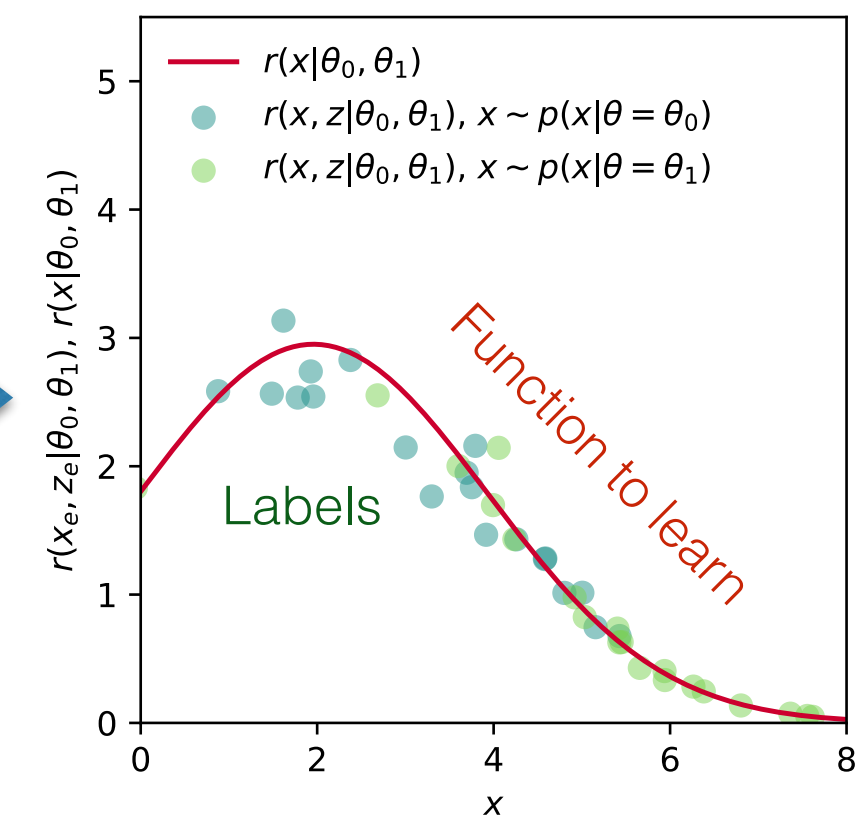 r(x|θ₀, θ₁)
r(x, z|θ₀, θ₁), x ~ p(x|θ = θ₀)
r(x, z|θ₀, θ₁), x ~ p(x|θ = θ₁)
r(xₑ, zₑ|θ₀, θ₁), r(x|θ₀, θ₁)
5
4
3
2
1
0
Function to learn
Labels
0 2 4 6 8
x